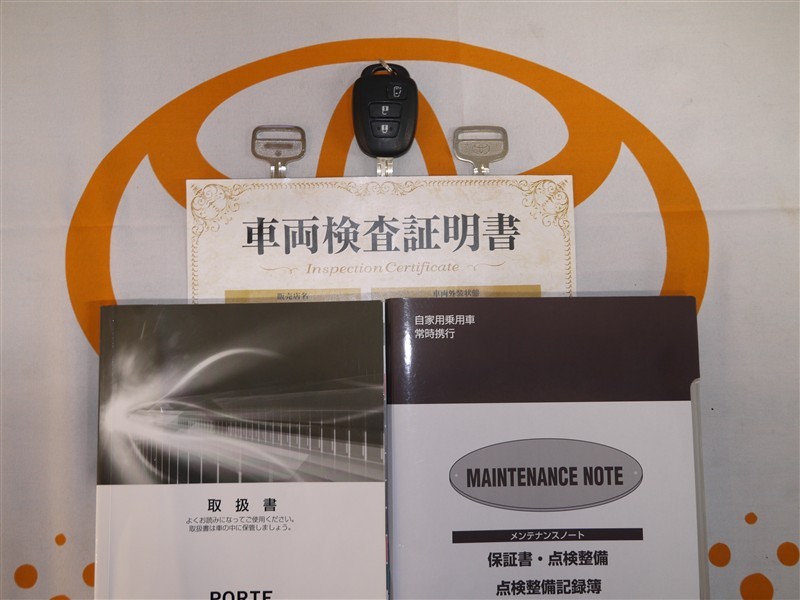 車両検査証明書
Inspection Certificate
販売店名
車両外装状態
取扱書
よくお読みになってご使用ください。
取扱書は車の中に保管しましょう。
PORTE
自家用乗用車
常時携行
MAINTENANCE NOTE
メンテナンスノート
保証書・点検整備
点検整備記録簿